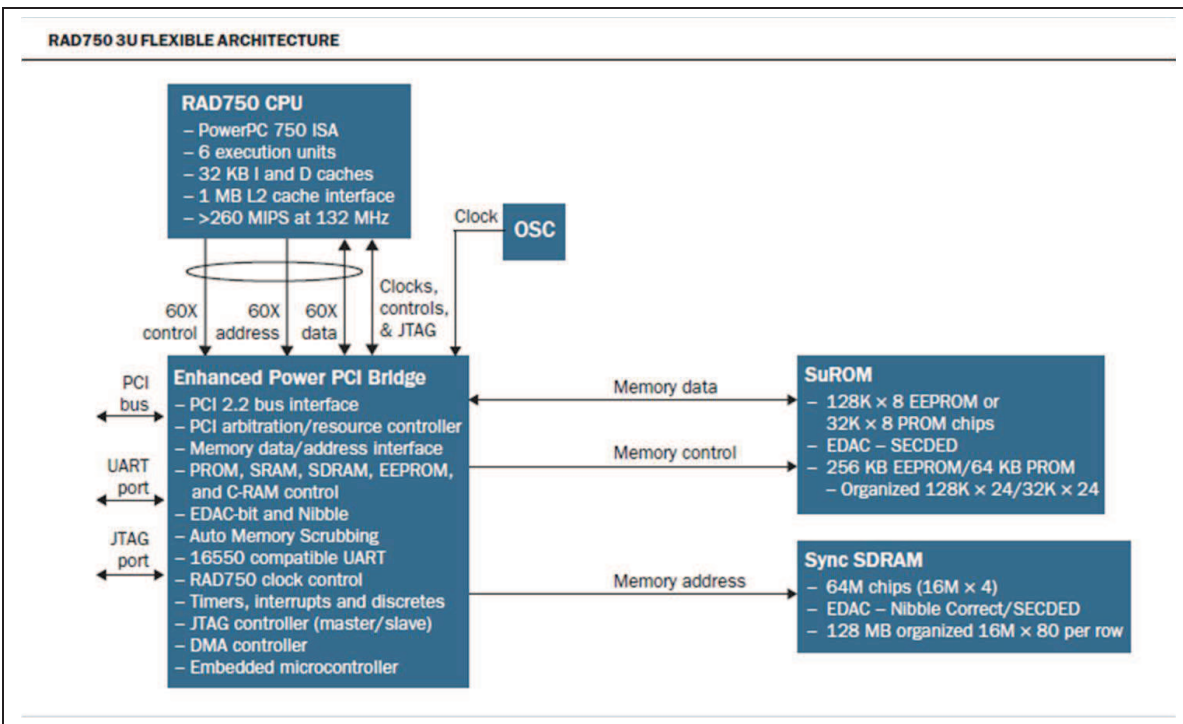 RAD750 3U FLEXIBLE ARCHITECTURE
RAD750 CPU
– PowerPC 750 ISA
– 6 execution units
– 32 KB I and D caches
– 1 MB L2 cache interface
– >260 MIPS at 132 MHz
Clock
OSC
60X
control
60X
address
60X
data
Clocks,
controls,
& JTAG
PCI
bus
UART
port
JTAG
port
Enhanced Power PCI Bridge
– PCI 2.2 bus interface
– PCI arbitration/resource controller
– Memory data/address interface
– PROM, SRAM, SDRAM, EEPROM,
and C-RAM control
– EDAC-bit and Nibble
– Auto Memory Scrubbing
– 16550 compatible UART
– RAD750 clock control
– Timers, interrupts and discretes
– JTAG controller (master/slave)
– DMA controller
– Embedded microcontroller
Memory data
Memory control
Memory address
SuROM
– 128K × 8 EEPROM or
32K × 8 PROM chips
– EDAC – SECDED
– 256 KB EEPROM/64 KB PROM
– Organized 128K × 24/32K × 24
Sync SDRAM
– 64M chips (16M × 4)
– EDAC – Nibble Correct/SECDED
– 128 MB organized 16M × 80 per row